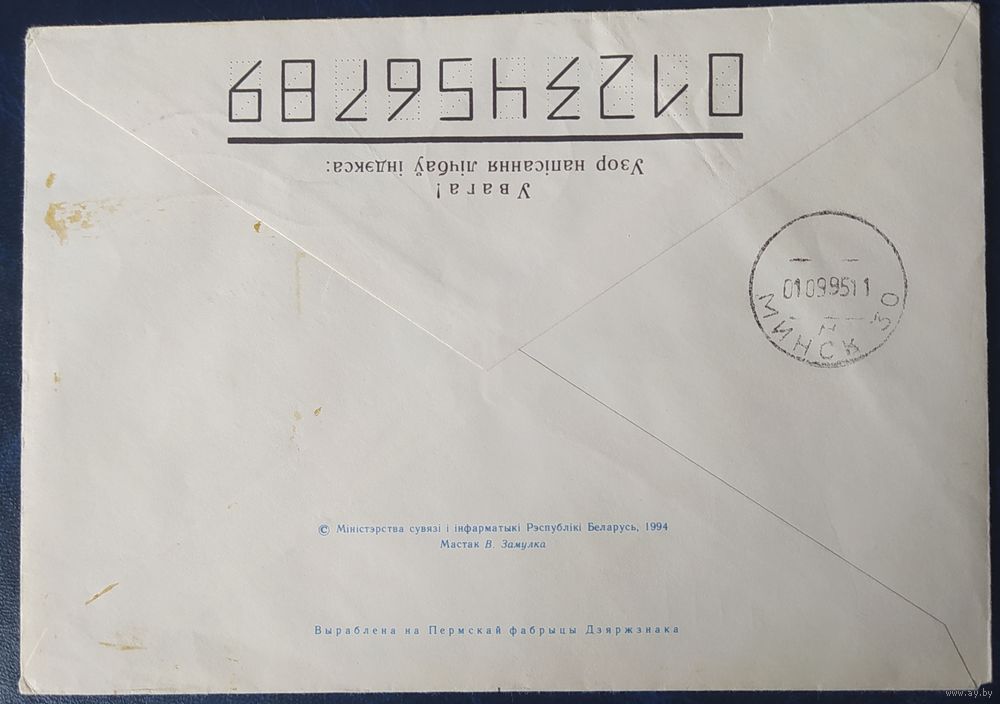 Увага!
Узор напісання лічбаў індэкса:
0123456789
01 09 95 11
МИНСК 30
© Міністэрства сувязі і інфарматыкі Рэспублікі Беларусь, 1994
Мастак В. Замулка
Выраблена на Пермскай фабрыцы Дзяржзнака
www.ay.by